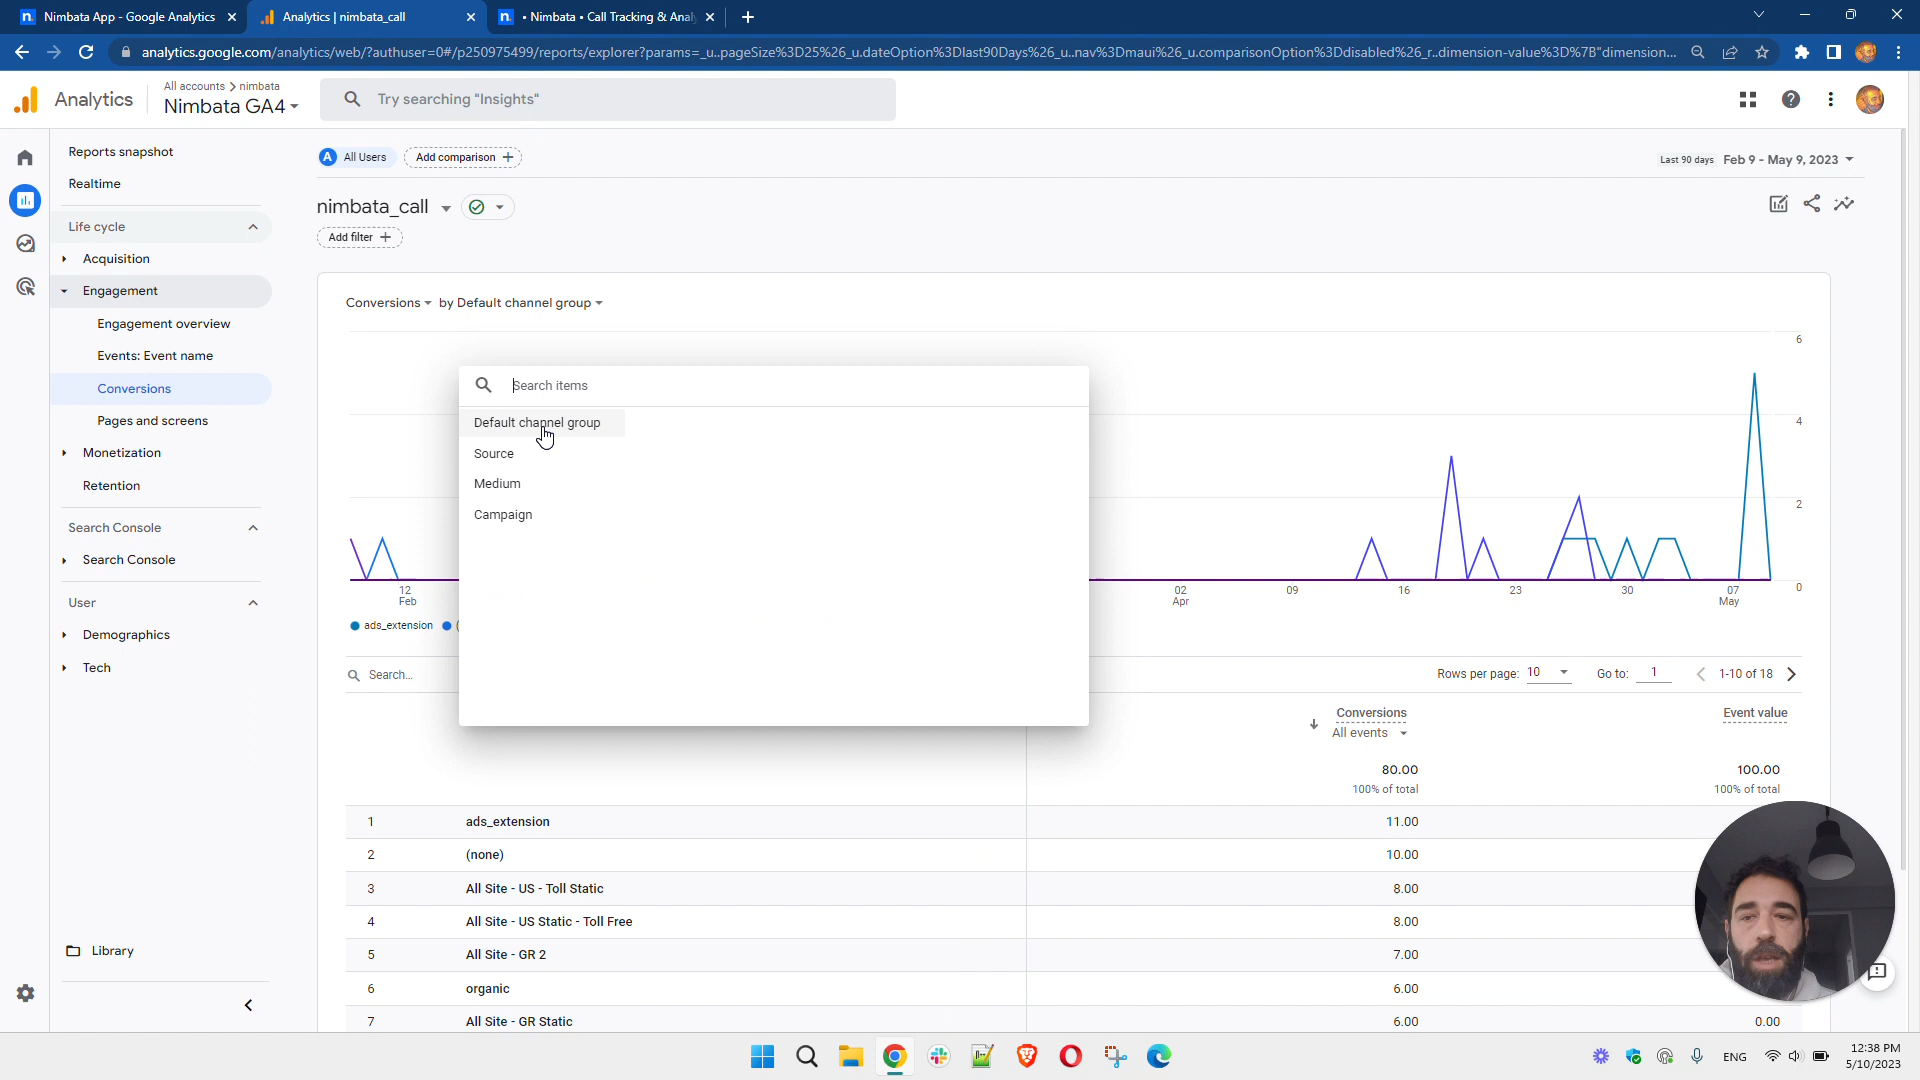 Nimbata App - Google Analytics
Analytics | nimbata_call
• Nimbata • Call Tracking & Anal
analytics.google.com/analytics/web/?authuser=0#/p250975499/reports/explorer?params=_u..pageSize%3D25%26_u.dateOption%3Dlast90Days%26_u..nav%3Dmaui%26_u.comparisonOption%3Ddisabled%26_r..dimension-value%3D%7B"dimension...
Analytics
All accounts > nimbata
Nimbata GA4
Try searching "Insights"
Reports snapshot
Realtime
Life cycle
Acquisition
Engagement
Engagement overview
Events: Event name
Conversions
Pages and screens
Monetization
Retention
Search Console
Search Console
User
Demographics
Tech
Library
A All Users
Add comparison +
Last 90 days Feb 9 - May 9, 2023
nimbata_call
Add filter +
Conversions by Default channel group
Search items
Default channel group
Source
Medium
Campaign
6
4
2
0
12
Feb
02
Apr
09
16
23
30
07
May
ads_extension (
Search...
Rows per page: 10
Go to: 1
1-10 of 18
Conversions
All events
Event value
80.00
100% of total
100.00
100% of total
1 ads_extension 11.00
2 (none) 10.00
3 All Site - US - Toll Static 8.00
4 All Site - US Static - Toll Free 8.00
5 All Site - GR 2 7.00
6 organic 6.00
7 All Site - GR Static 6.00 0.00
ENG
12:38 PM
5/10/2023